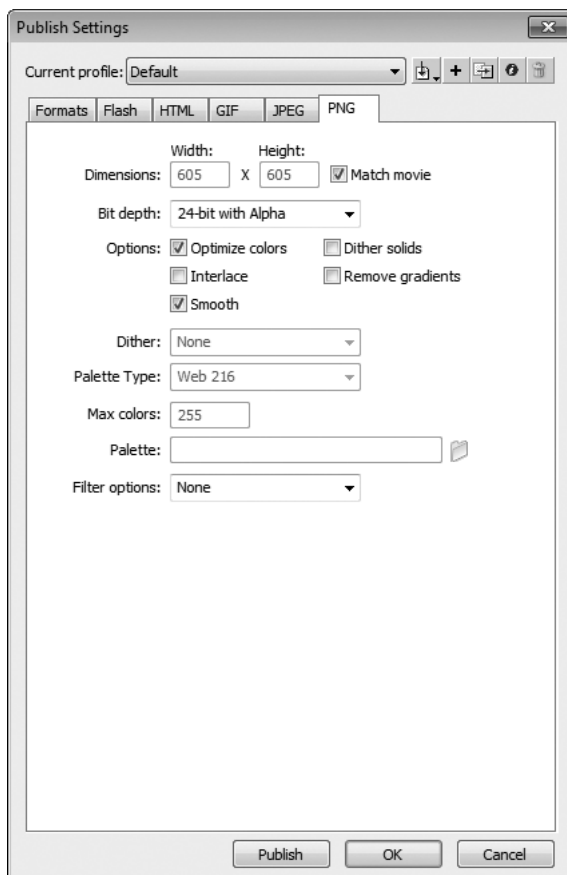 Publish Settings
Current profile: Default
Formats Flash HTML GIF JPEG PNG
Width: Height:
Dimensions: 605 X 605 Match movie
Bit depth: 24-bit with Alpha
Options: Optimize colors Dither solids
Interlace Remove gradients
Smooth
Dither: None
Palette Type: Web 216
Max colors: 255
Palette:
Filter options: None
Publish OK Cancel